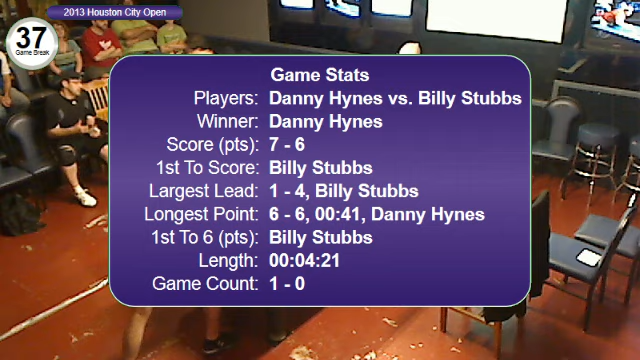 2013 Houston City Open
37
Game Break
Game Stats
Players: Danny Hynes vs. Billy Stubbs
Winner: Danny Hynes
Score (pts): 7 - 6
1st To Score: Billy Stubbs
Largest Lead: 1 - 4, Billy Stubbs
Longest Point: 6 - 6, 00:41, Danny Hynes
1st To 6 (pts): Billy Stubbs
Length: 00:04:21
Game Count: 1 - 0